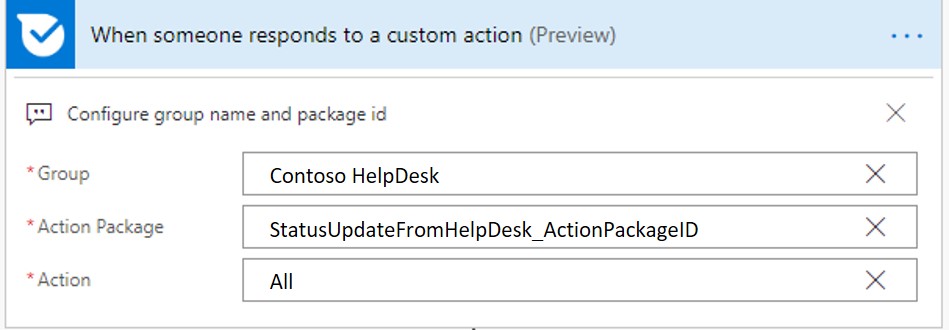 When someone responds to a custom action (Preview)
Configure group name and package id
* Group Contoso HelpDesk
* Action Package StatusUpdateFromHelpDesk_ActionPackageID
* Action All